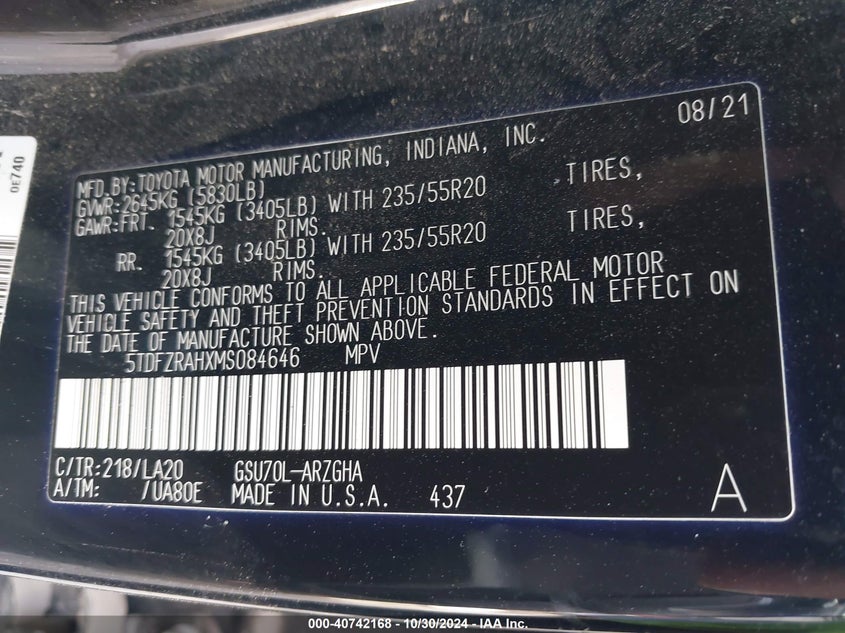 08/21
MFD.BY:TOYOTA MOTOR MANUFACTURING, INDIANA, INC.
GVWR:2645KG (5830LB)
GAWR:FRT. 1545KG (3405LB) WITH 235/55R20 TIRES,
20X8J RIMS.
RR. 1545KG (3405LB) WITH 235/55R20 TIRES,
20X8J RIMS.
THIS VEHICLE CONFORMS TO ALL APPLICABLE FEDERAL MOTOR
VEHICLE SAFETY AND THEFT PREVENTION STANDARDS IN EFFECT ON
THE DATE OF MANUFACTURE SHOWN ABOVE.
5TDFZRAHXMS084646 MPV
C/TR:218/LA20 GSU70L-ARZGHA
A/TM: /UA80E MADE IN U.S.A. 437 A
0E740
000-40742168 - 10/30/2024 - IAA Inc.